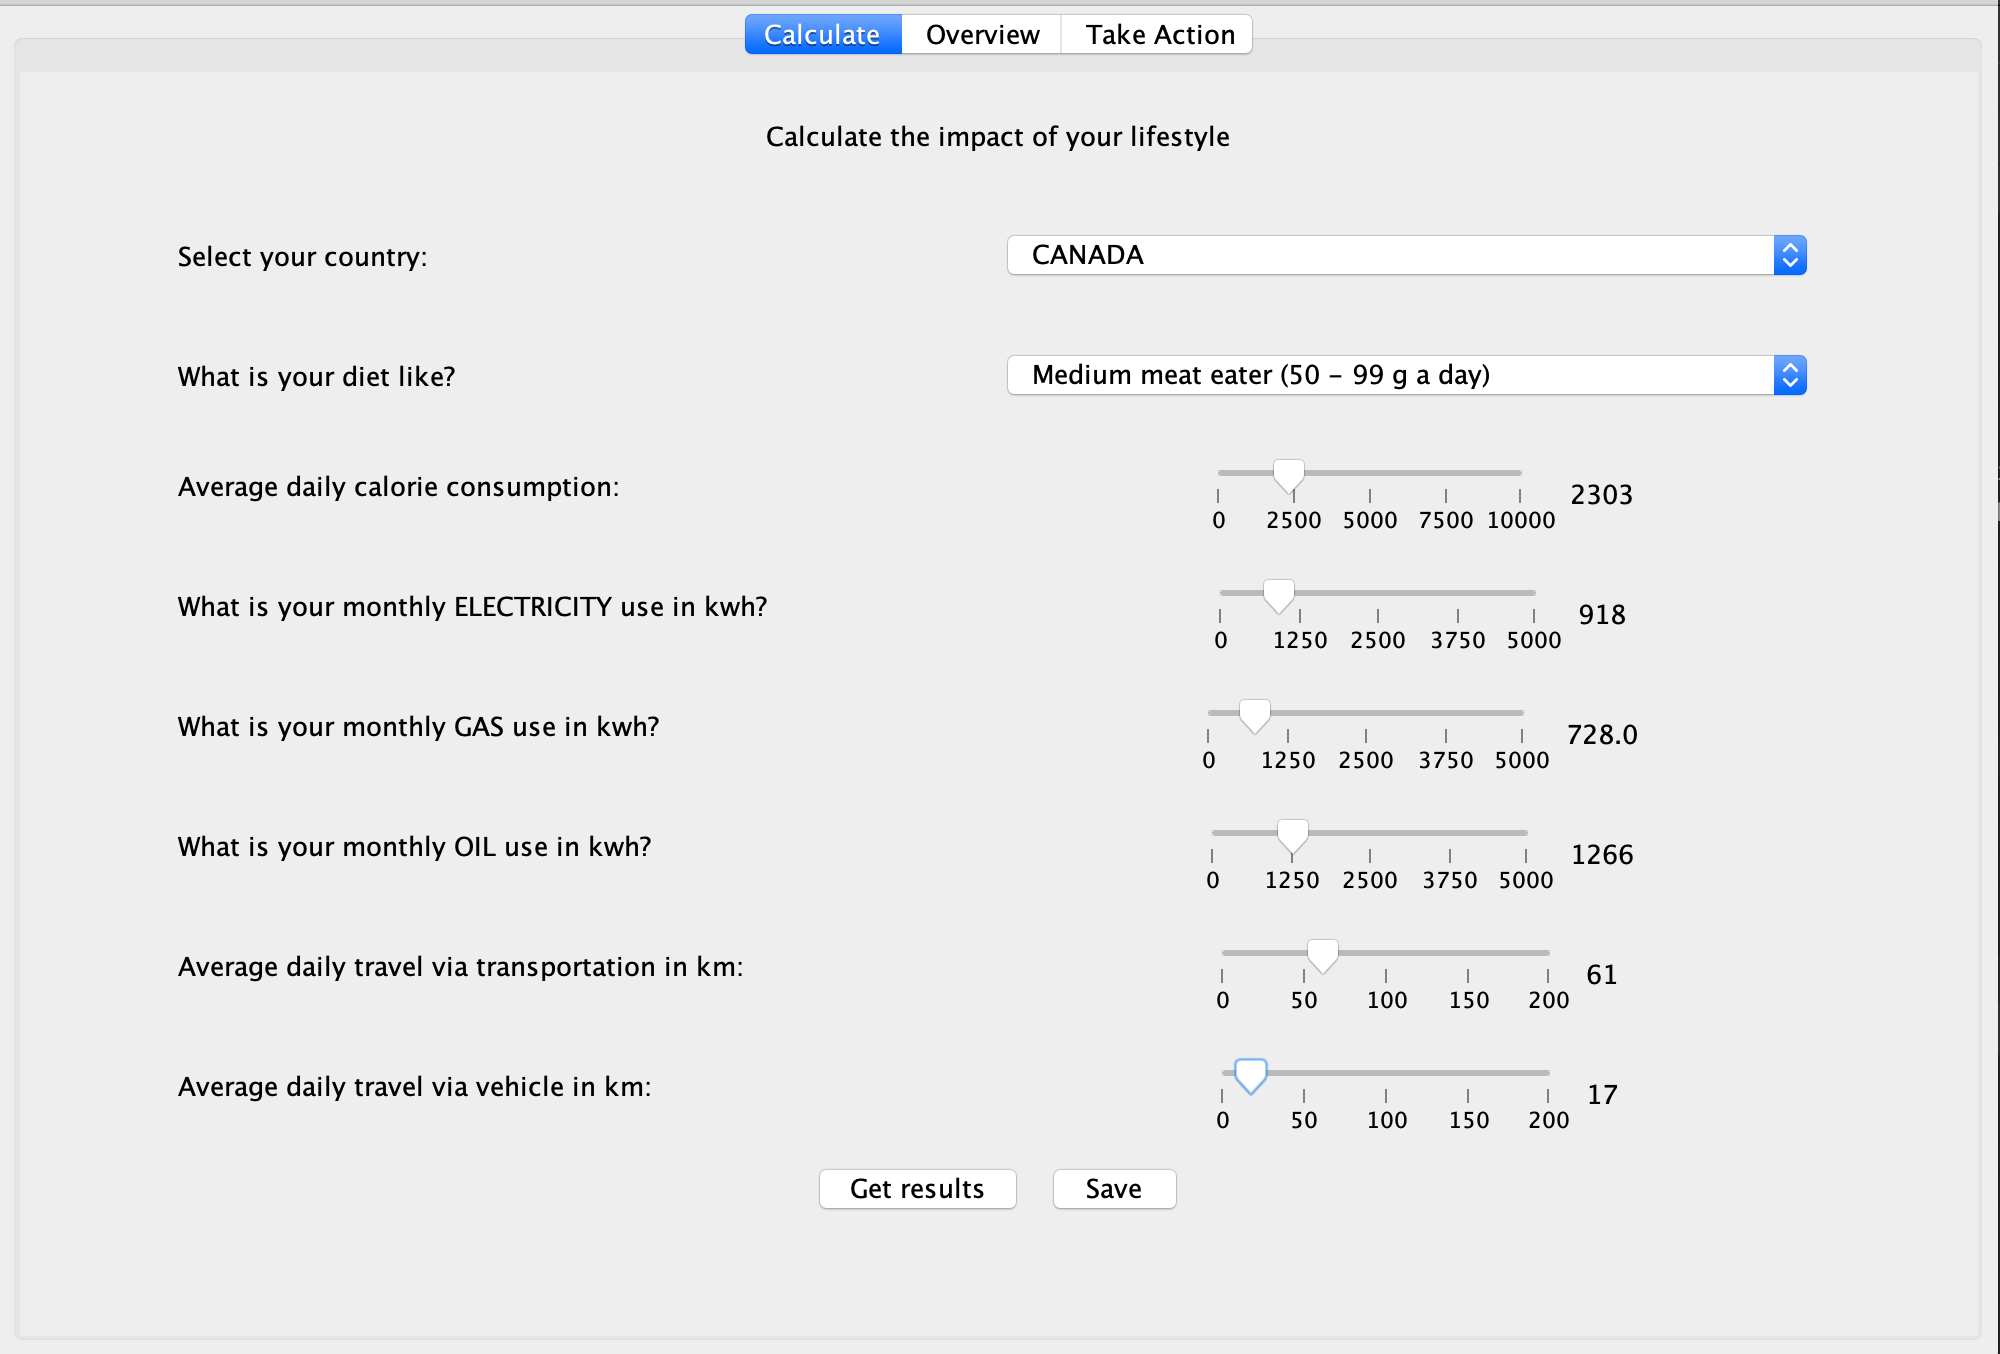 Calculate Overview Take Action
Calculate the impact of your lifestyle
Select your country: CANADA
What is your diet like? Medium meat eater (50 – 99 g a day)
Average daily calorie consumption: 2303
0 2500 5000 7500 10000
What is your monthly ELECTRICITY use in kwh? 918
0 1250 2500 3750 5000
What is your monthly GAS use in kwh? 728.0
0 1250 2500 3750 5000
What is your monthly OIL use in kwh? 1266
0 1250 2500 3750 5000
Average daily travel via transportation in km: 61
0 50 100 150 200
Average daily travel via vehicle in km: 17
0 50 100 150 200
Get results Save